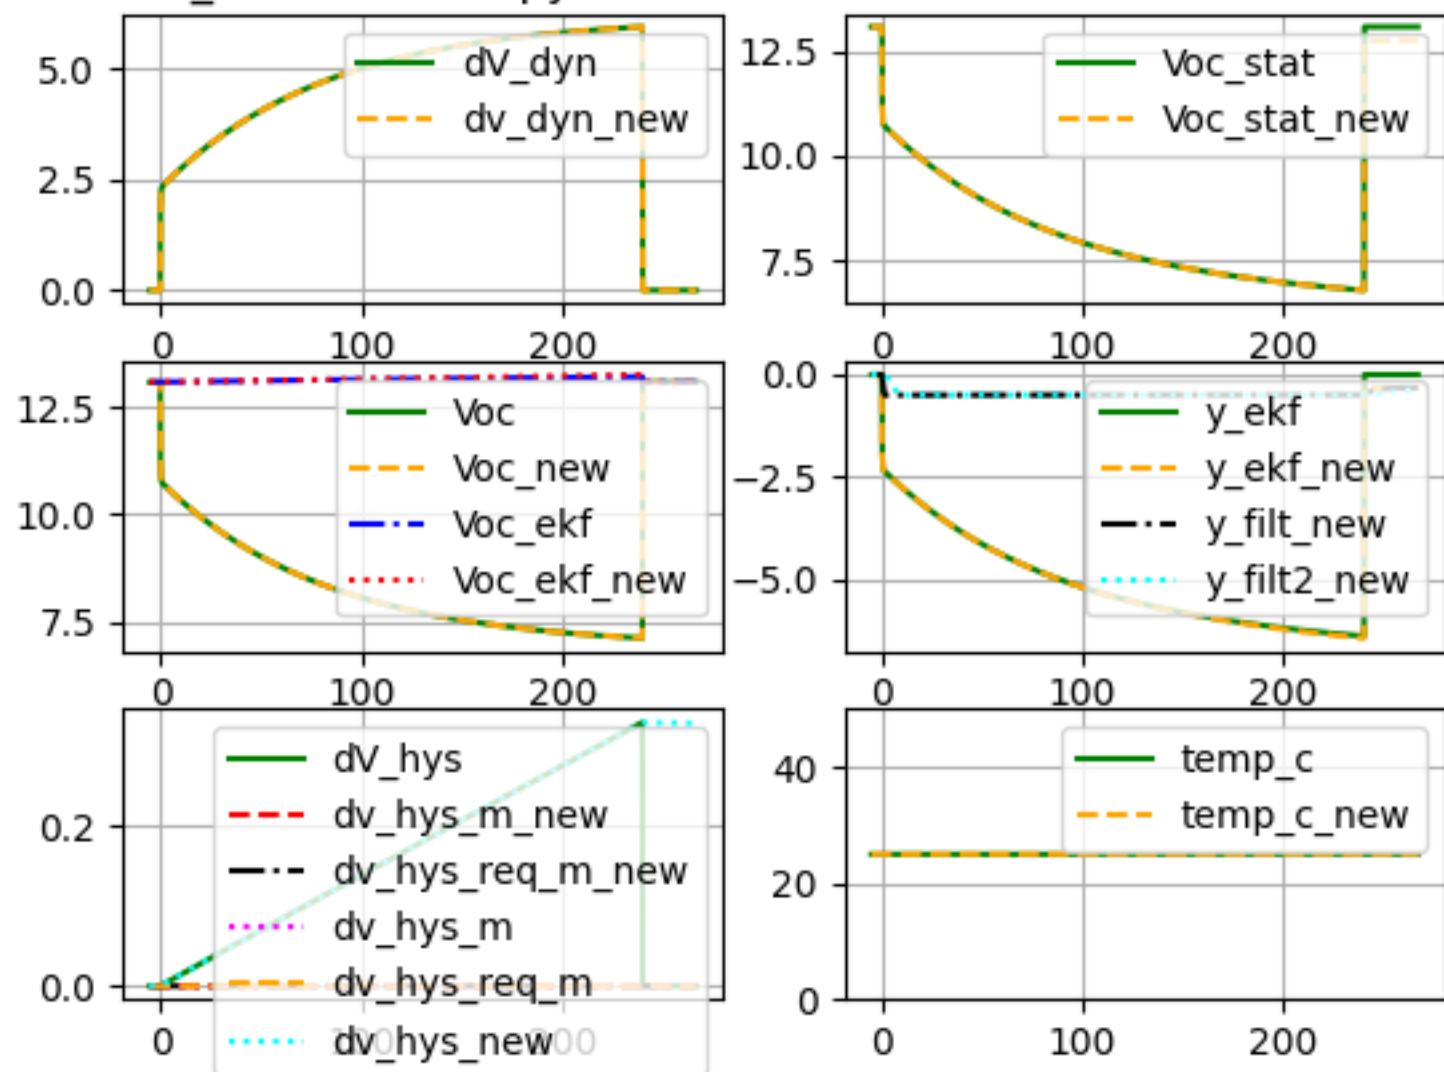 5.0
2.5
0.0
dV_dyn
dv_dyn_new
0
100
200
12.5
10.0
7.5
Voc_stat
Voc_stat_new
0
100
200
12.5
10.0
7.5
Voc
Voc_new
Voc_ekf
Voc_ekf_new
0
100
200
0.0
−2.5
−5.0
y_ekf
y_ekf_new
y_filt_new
y_filt2_new
0
100
200
0.2
0.0
dV_hys
dv_hys_m_new
dv_hys_req_m_new
dv_hys_m
dv_hys_req_m
dv_hys_new
0
100
200
40
20
0
temp_c
temp_c_new
0
100
200